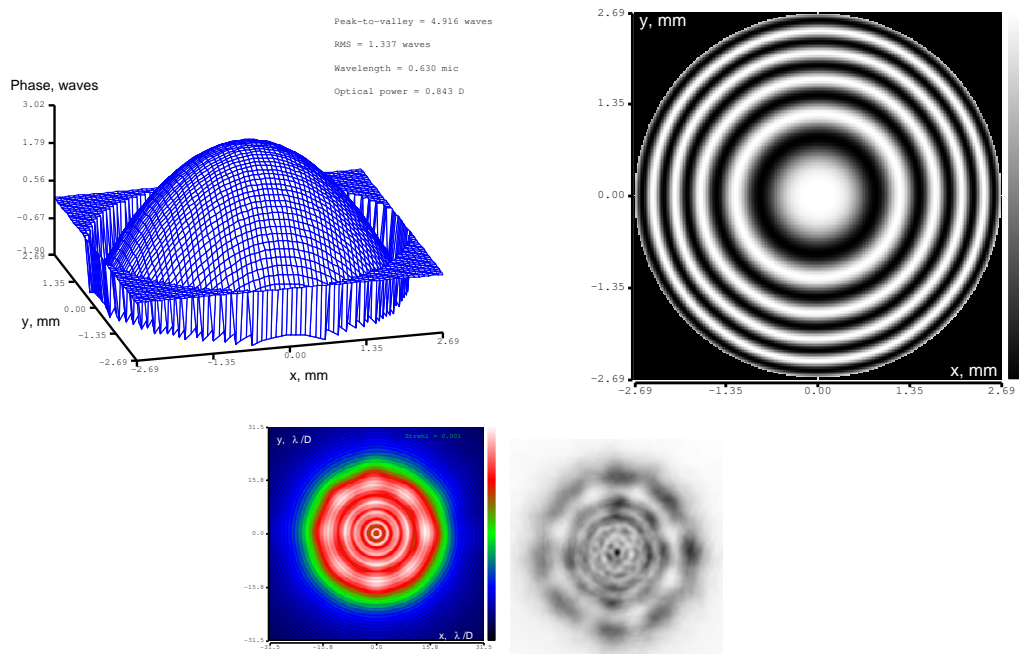 Peak-to-valley = 4.916 waves
RMS = 1.337 waves
Wavelength = 0.630 mic
Optical power = 0.843 D
Phase, waves
3.02
1.79
0.56
-0.67
-1.90
2.69
1.35
0.00
-1.35
-2.69
y, mm
-2.69
-1.35
0.00
1.35
2.69
x, mm
2.69
y, mm
1.35
0.00
-1.35
-2.69
x, mm
-2.69
-1.35
0.00
1.35
2.69
31.5
y, λ/D
Strehl = 0.001
15.8
0.0
-15.8
-31.5
x, λ/D
-31.5
-15.8
0.0
15.8
31.5